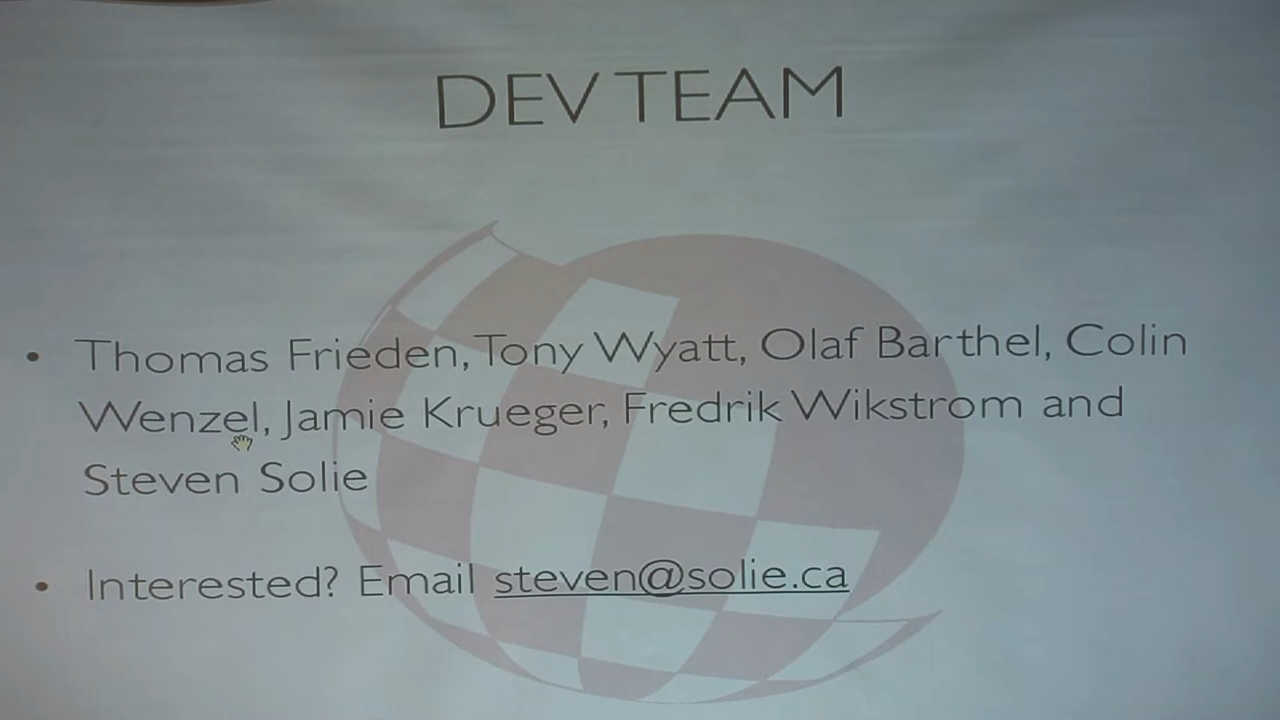 DEV TEAM
• Thomas Frieden, Tony Wyatt, Olaf Barthel, Colin
Wenzel, Jamie Krueger, Fredrik Wikstrom and
Steven Solie
• Interested? Email steven@solie.ca